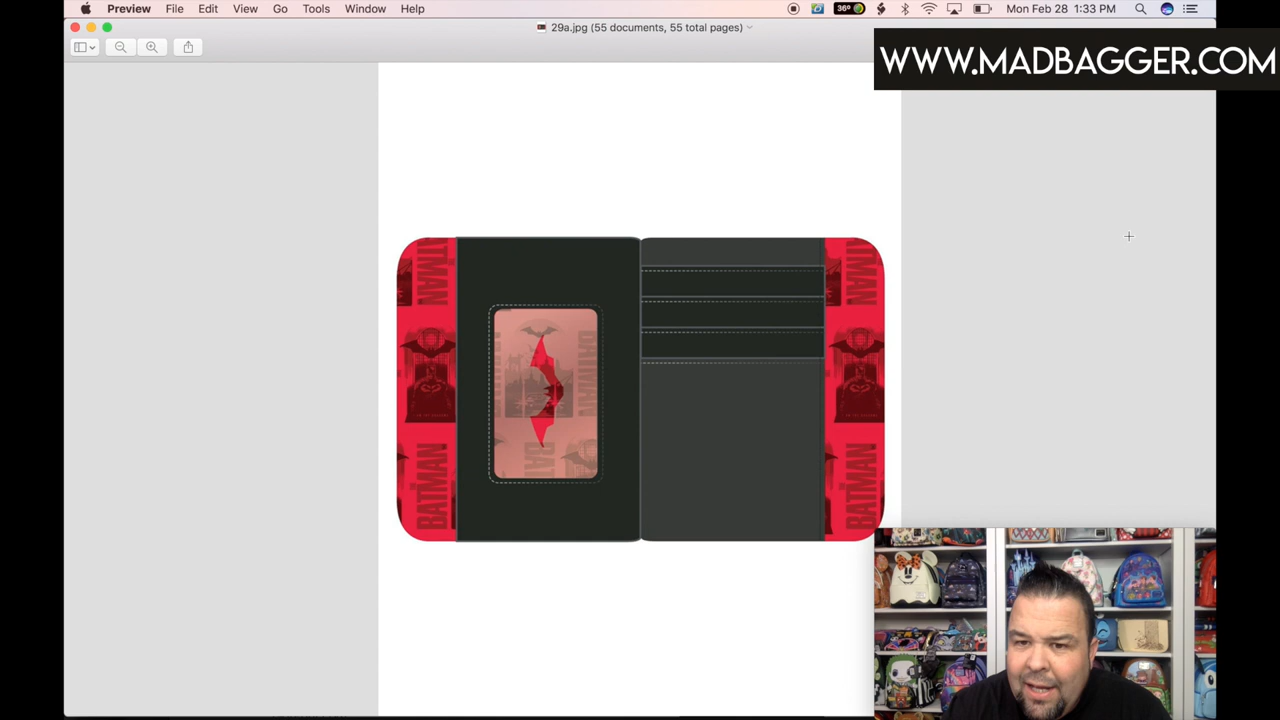 Preview File Edit View Go Tools Window Help 36° Mon Feb 28 1:33 PM
29a.jpg (55 documents, 55 total pages)
WWW.MADBAGGER.COM
BATMAN
BATMAN
BATMAN
BATMAN